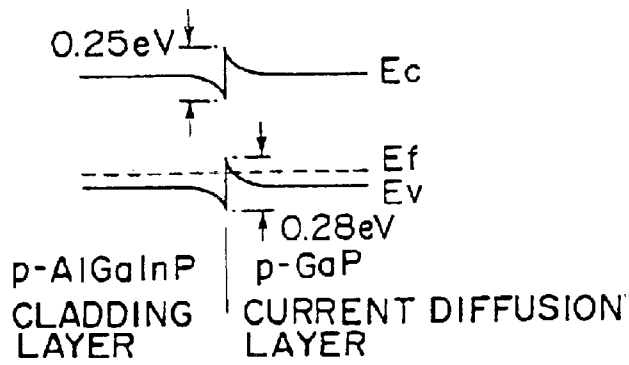 0.25eV
Ec
Ef
Ev
0.28eV
p-AlGaInP
p-GaP
CLADDING
LAYER
CURRENT DIFFUSION
LAYER